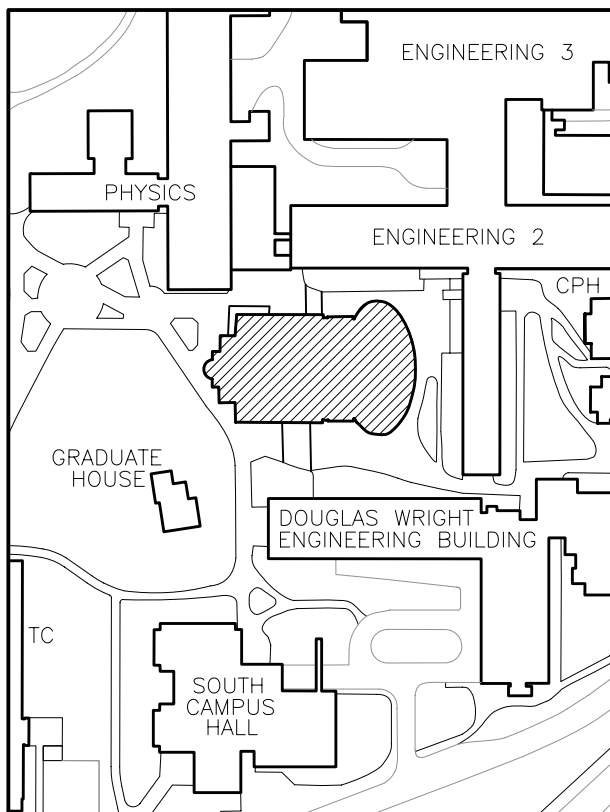 ENGINEERING 3
PHYSICS
ENGINEERING 2
CPH
GRADUATE
HOUSE
DOUGLAS WRIGHT
ENGINEERING BUILDING
TC
SOUTH
CAMPUS
HALL